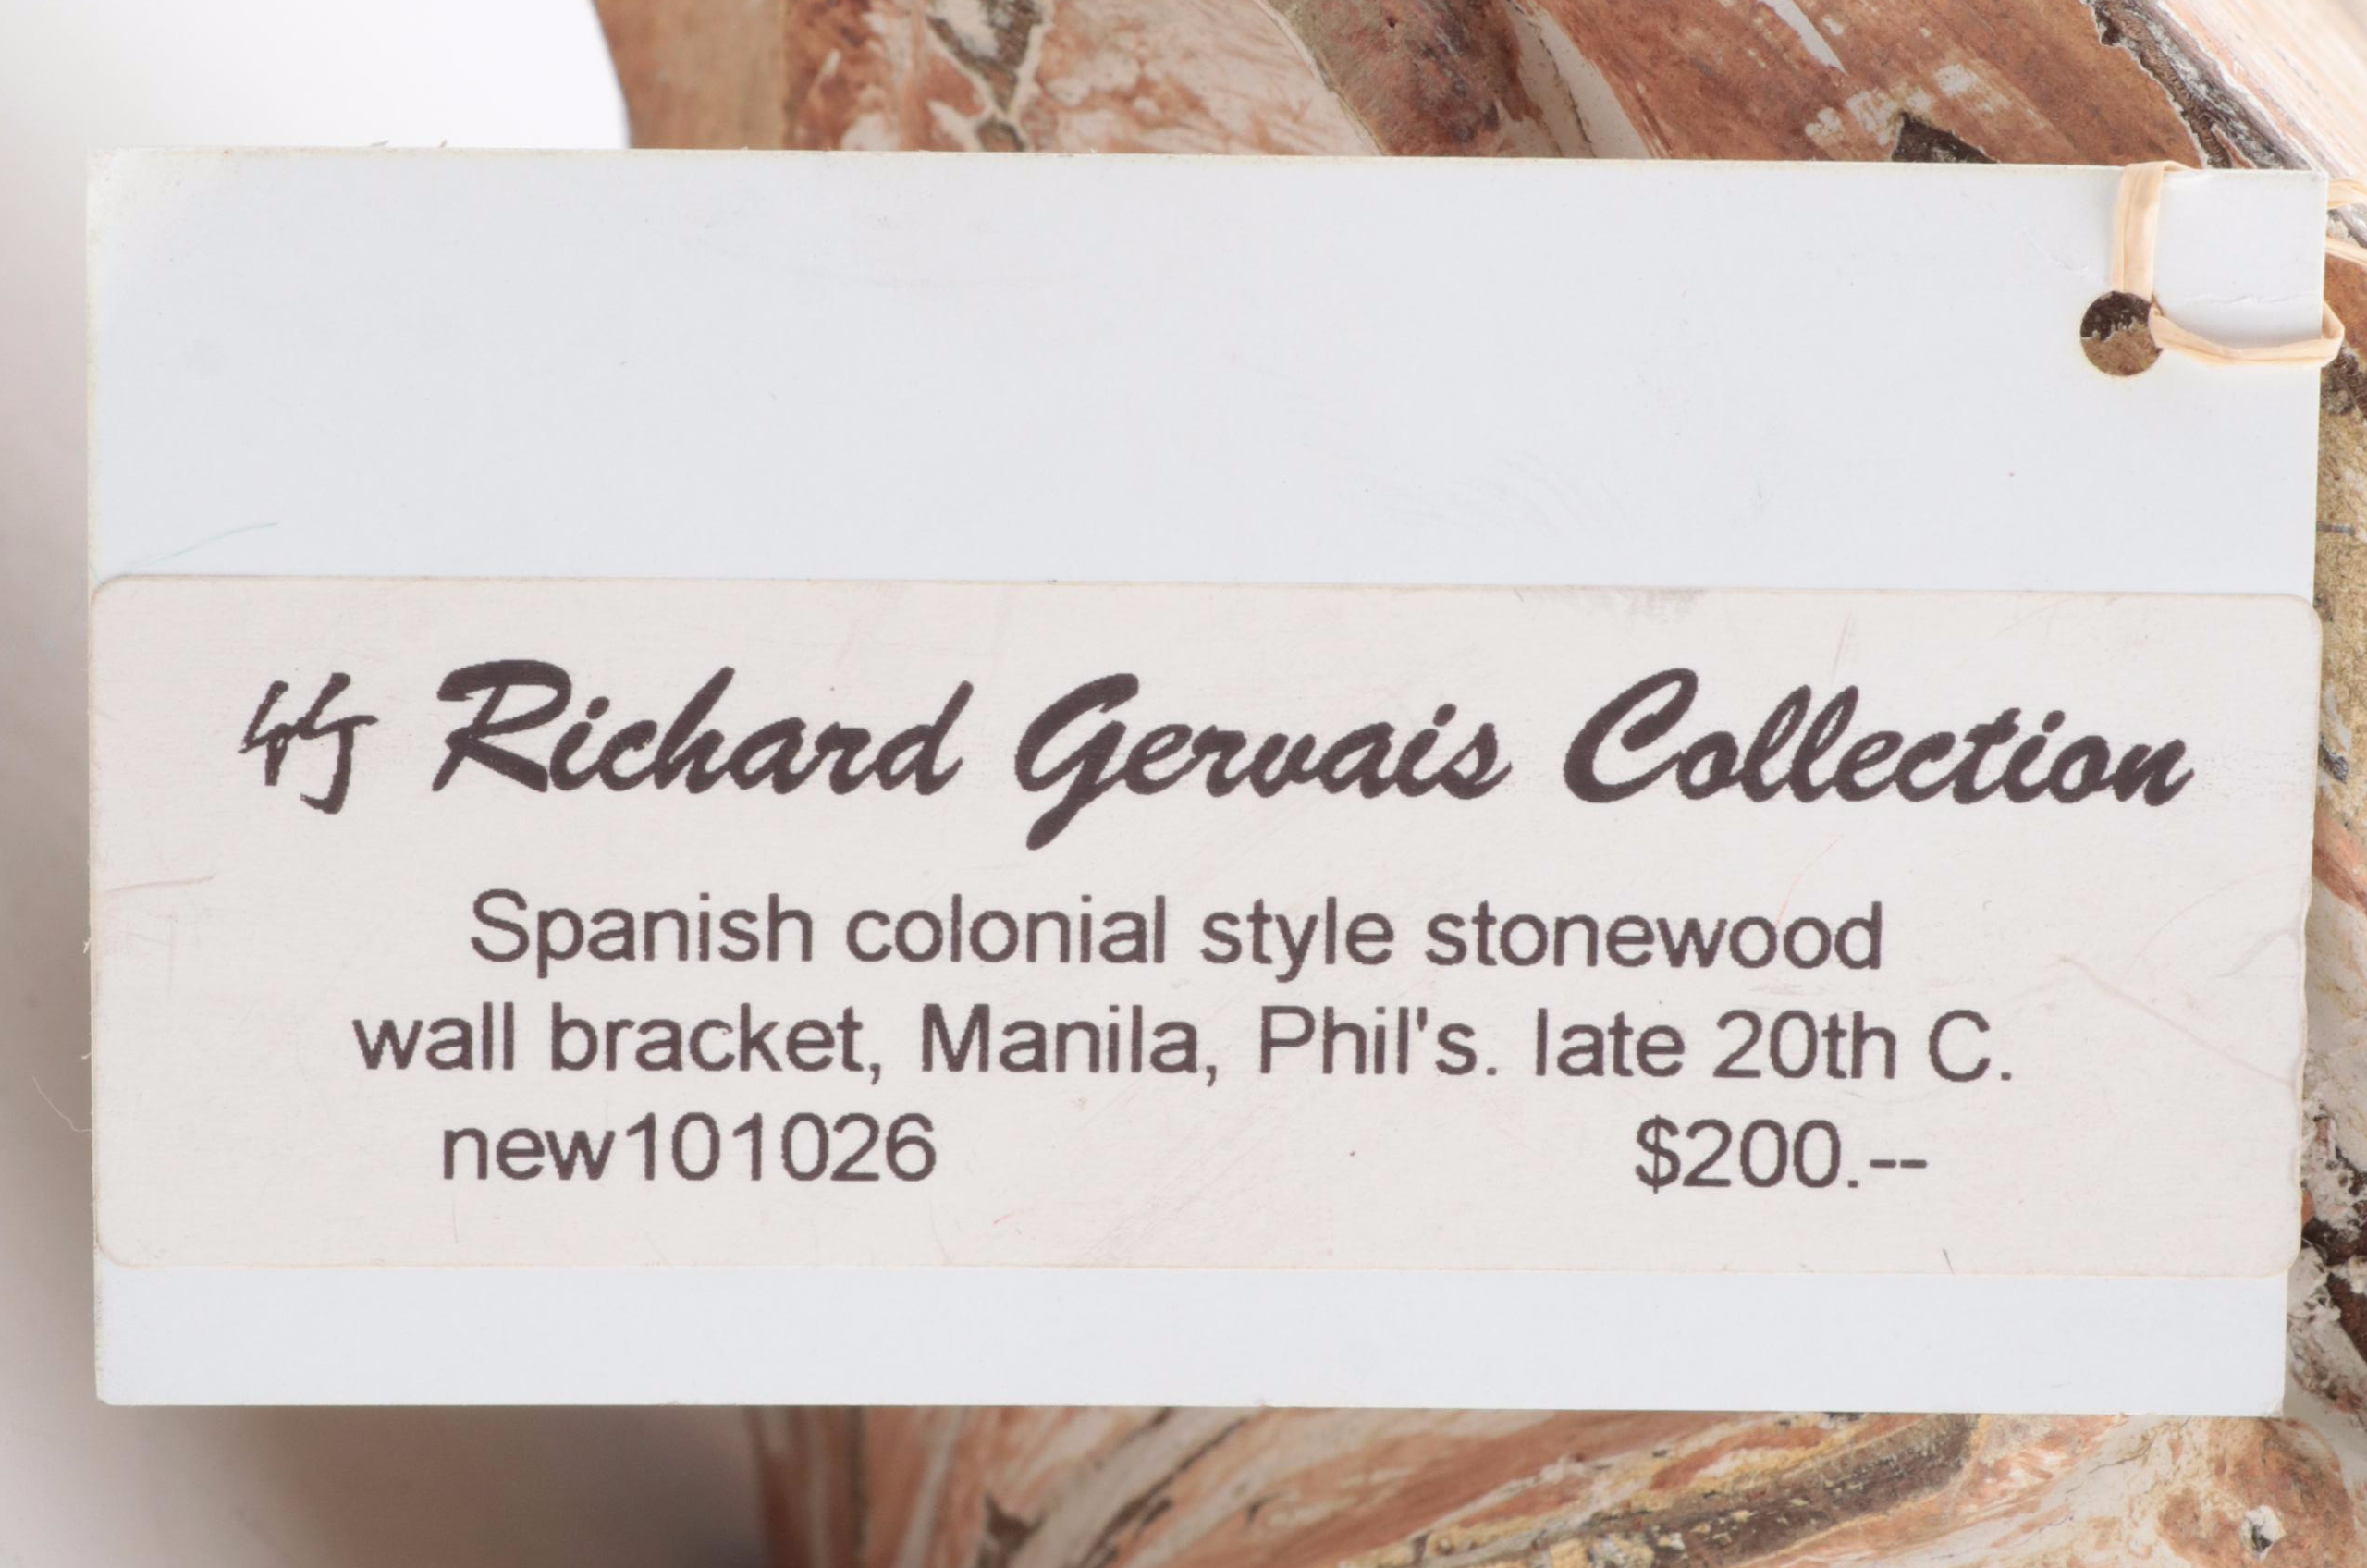 Richard Gervais Collection
Spanish colonial style stonewood
wall bracket, Manila, Phil's. late 20th C.
new101026 $200.--